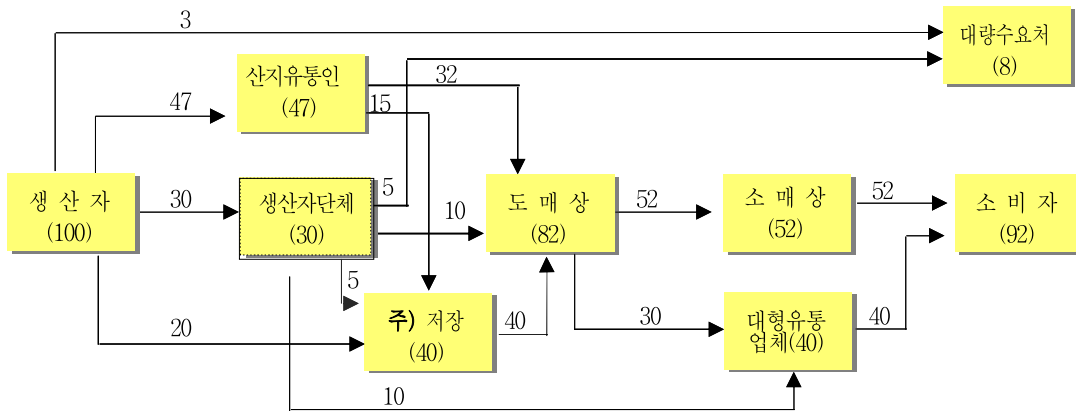 3
대량수요처
(8)
산지유통인
(47)
32
15
47
생 산 자
(100)
30
생산자단체
(30)
5
10
도 매 상
(82)
52
소 매 상
(52)
52
소 비 자
(92)
5
주) 저장
(40)
20
40
30
대형유통
업체(40)
40
10